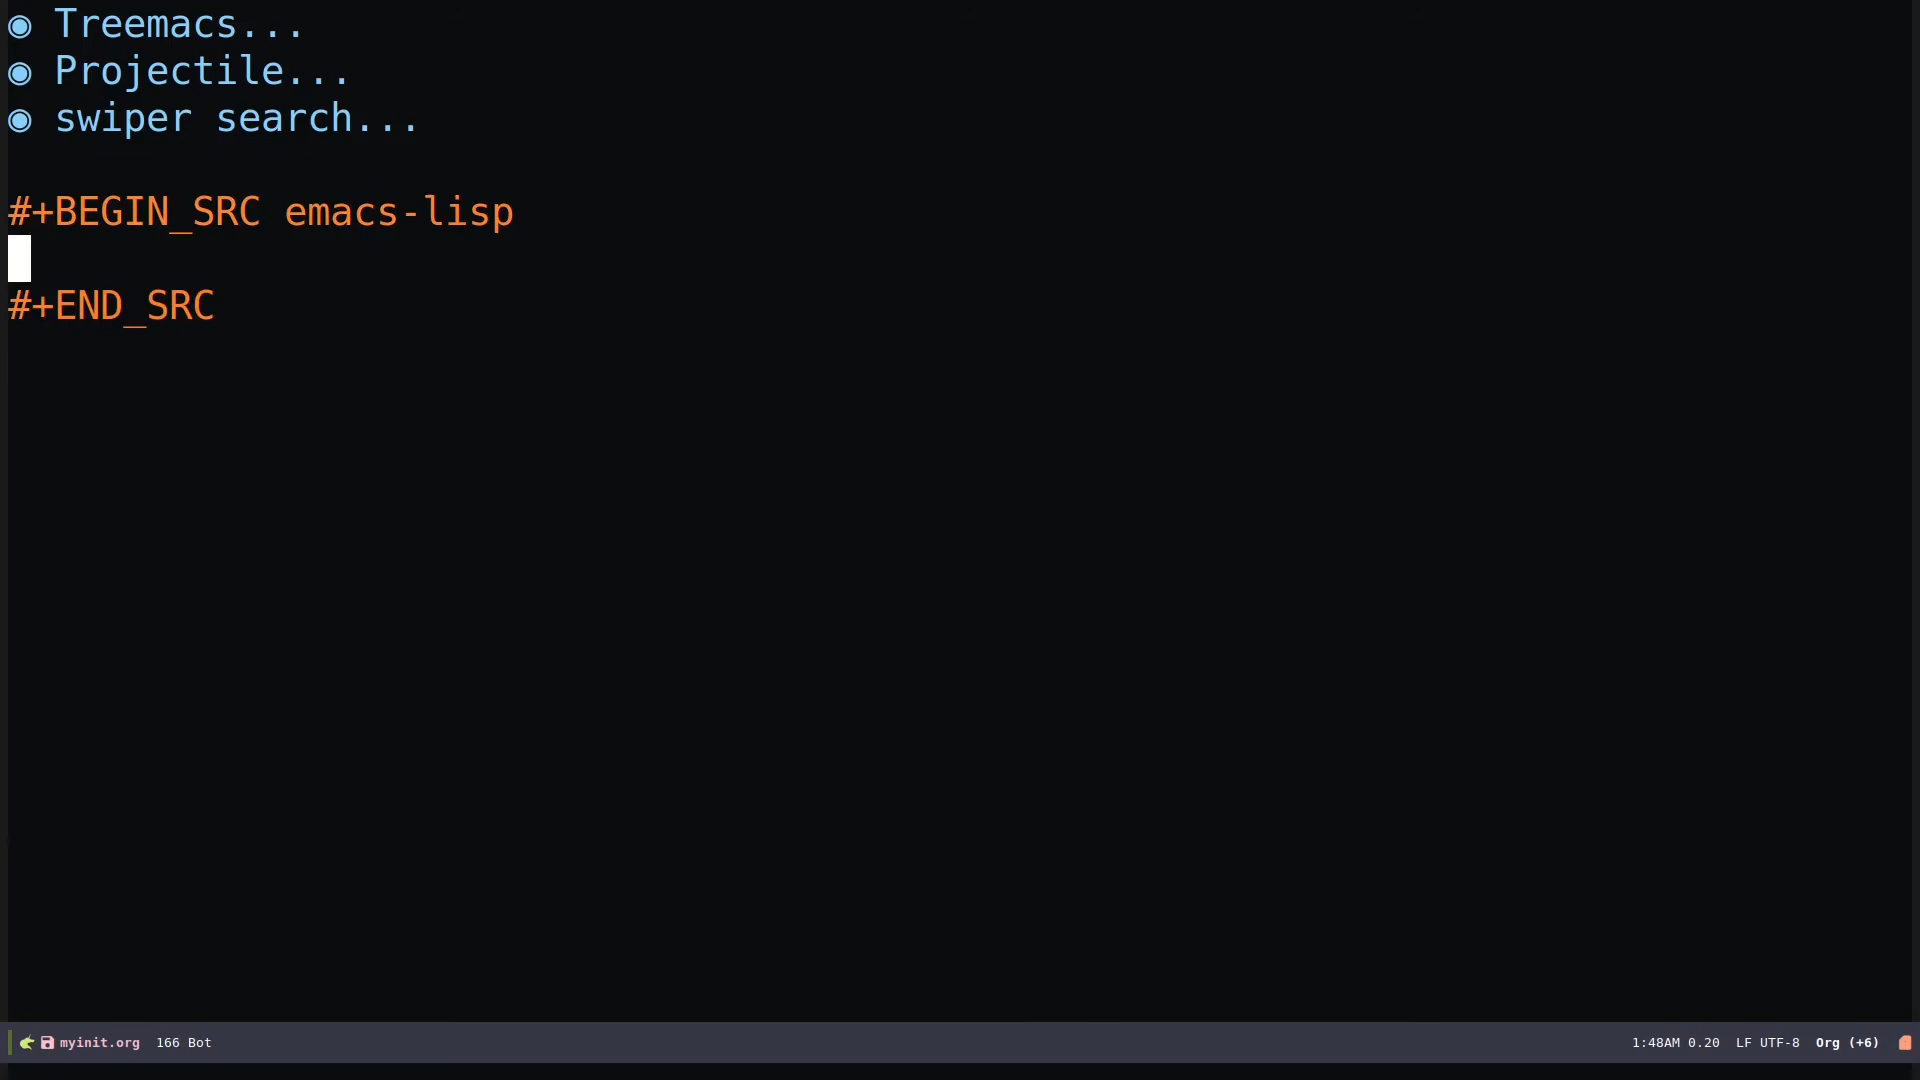 ◉ Treemacs...
◉ Projectile...
◉ swiper search...
#+BEGIN_SRC emacs-lisp
#+END_SRC
myinit.org 166 Bot 1:48AM 0.20 LF UTF-8 Org (+6)